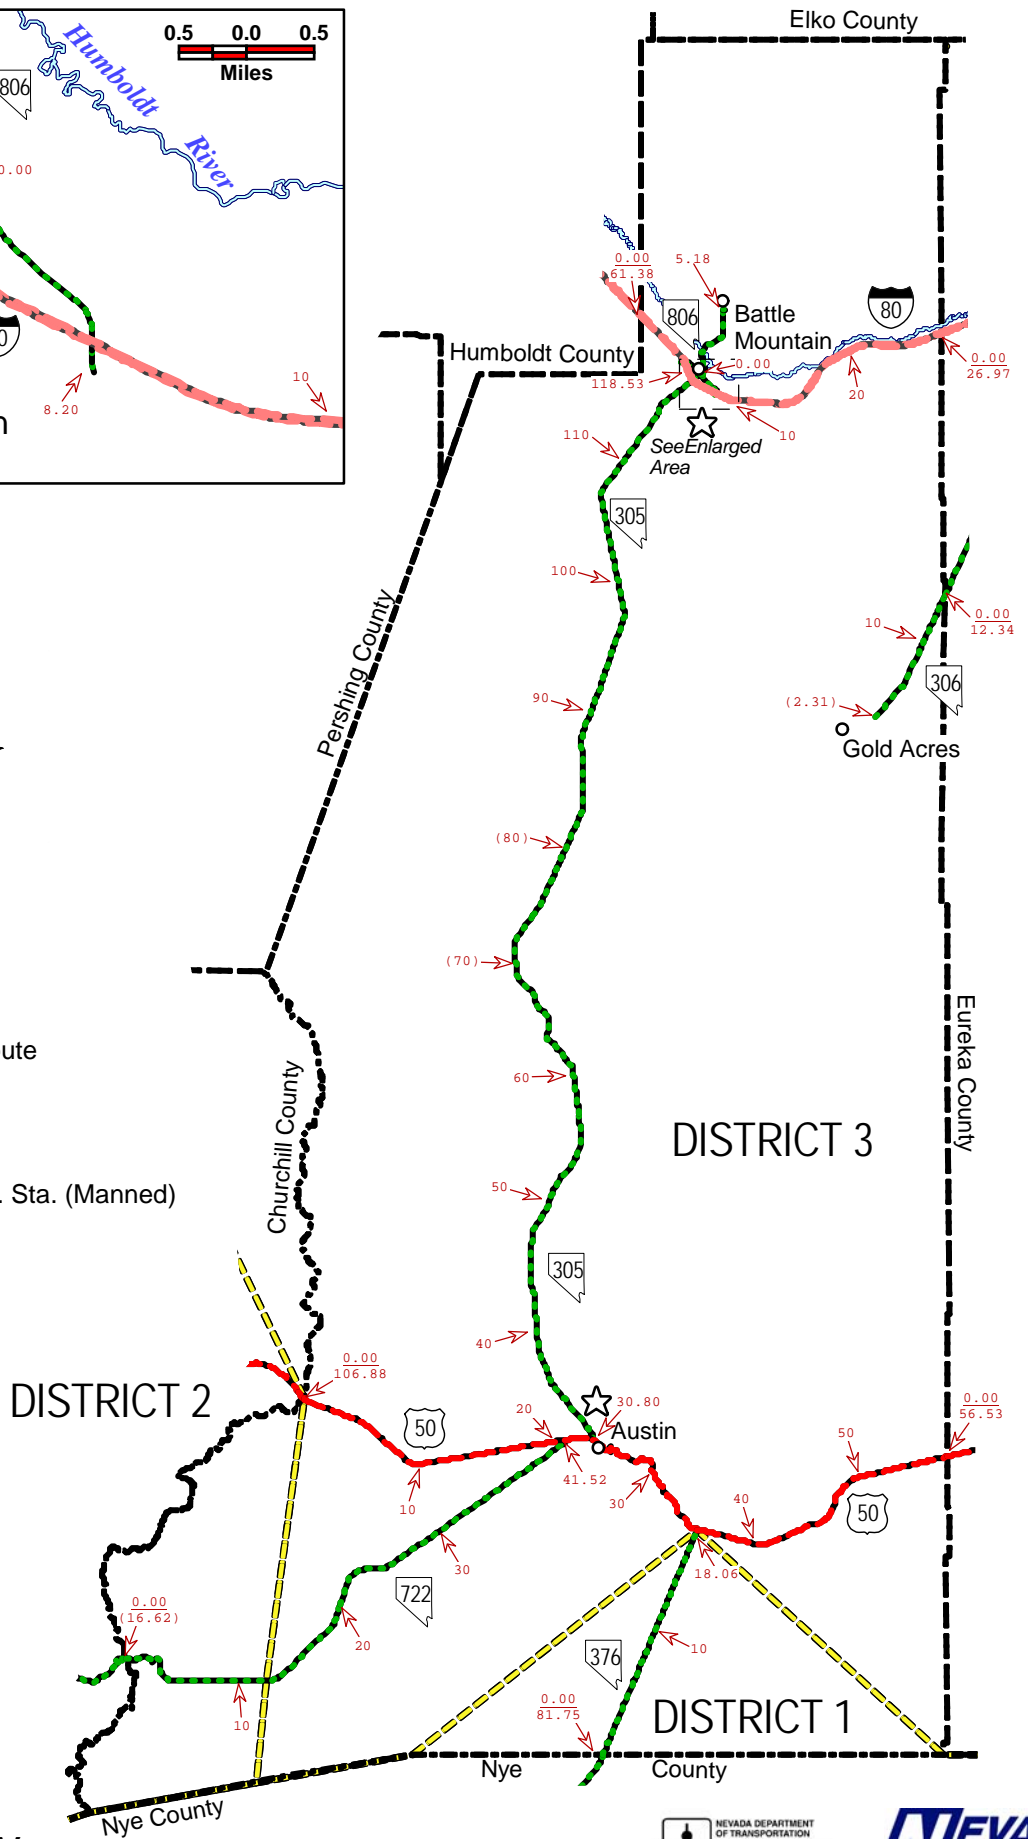 Elko County
0.5 0.0 0.5
Miles
Humboldt
River
806
0.00
8.20
10
0.00
61.38
5.18
806
Battle
Mountain
80
0.00
26.97
Humboldt County
118.53
0.00
20
10
110
SeeEnlarged
Area
305
100
0.00
12.34
10
306
Pershing County
90
(2.31)
Gold Acres
(80)
(70)
Eureka County
60
Churchill County
DISTRICT 3
50
. Sta. (Manned)
305
40
0.00
106.88
DISTRICT 2
50
20
30.80
Austin
0.00
56.53
50
41.52
10
30
40
50
30
18.06
722
0.00
(16.62)
20
10
376
0.00
81.75
10
DISTRICT 1
Nye County
Nye County
NEVADA DEPARTMENT
OF TRANSPORTATION